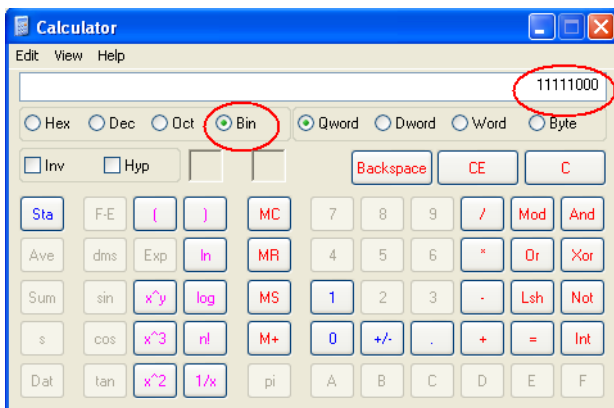 Calculator
Edit View Help
11111000
Hex Dec Oct Bin Qword Dword Word Byte
Inv Hyp Backspace CE C
Sta F-E ( ) MC 7 8 9 / Mod And
Ave dms Exp ln MR 4 5 6 * Or Xor
Sum sin x^y log MS 1 2 3 - Lsh Not
s cos x^3 n! M+ 0 +/- . + = Int
Dat tan x^2 1/x pi A B C D E F